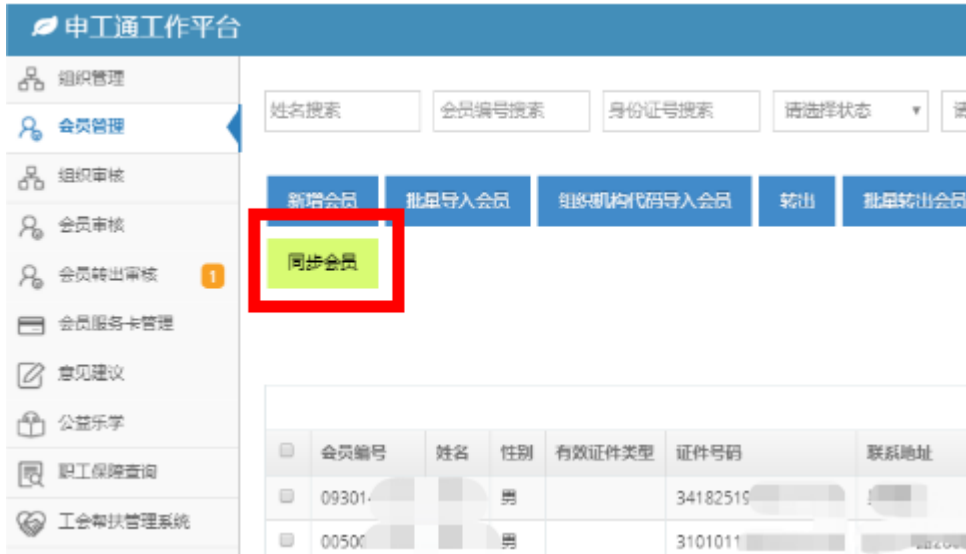 申工通工作平台
组织管理
会员管理
组织审核
会员审核
会员转出审核 1
会员服务卡管理
意见建议
公益乐学
职工保障查询
工会帮扶管理系统
姓名搜索 会员编号搜索 身份证号搜索 请选择状态
新增会员 批量导入会员 组织机构代码导入会员 转出 批量转出会员
同步会员
会员编号 姓名 性别 有效证件类型 证件号码 联系地址
09301 男 34182519
0050 男 3101011